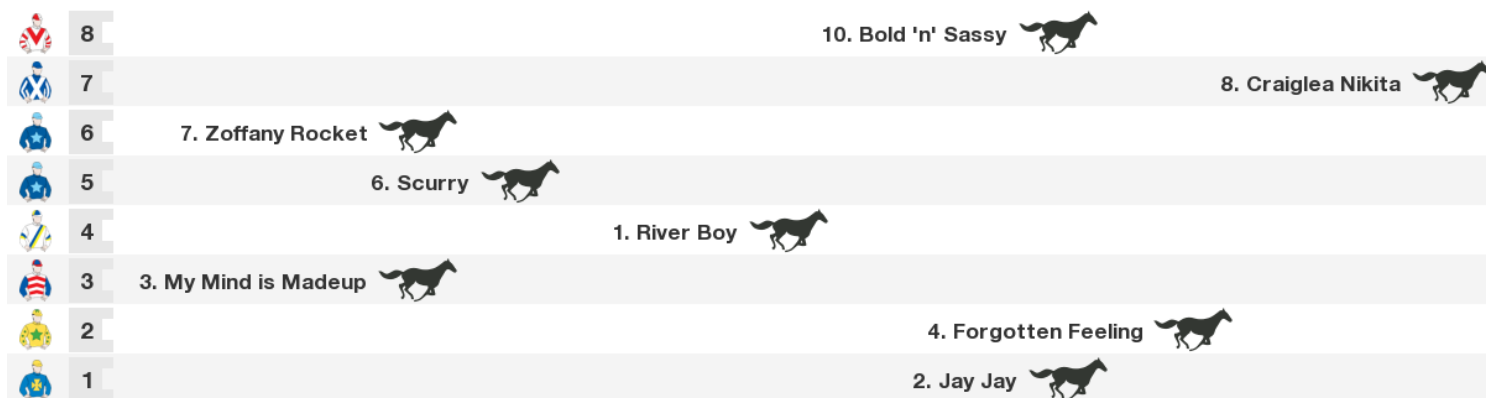 8 10. Bold 'n' Sassy
7 8. Craiglea Nikita
6 7. Zoffany Rocket
5 6. Scurry
4 1. River Boy
3 3. My Mind is Madeup
2 4. Forgotten Feeling
1 2. Jay Jay